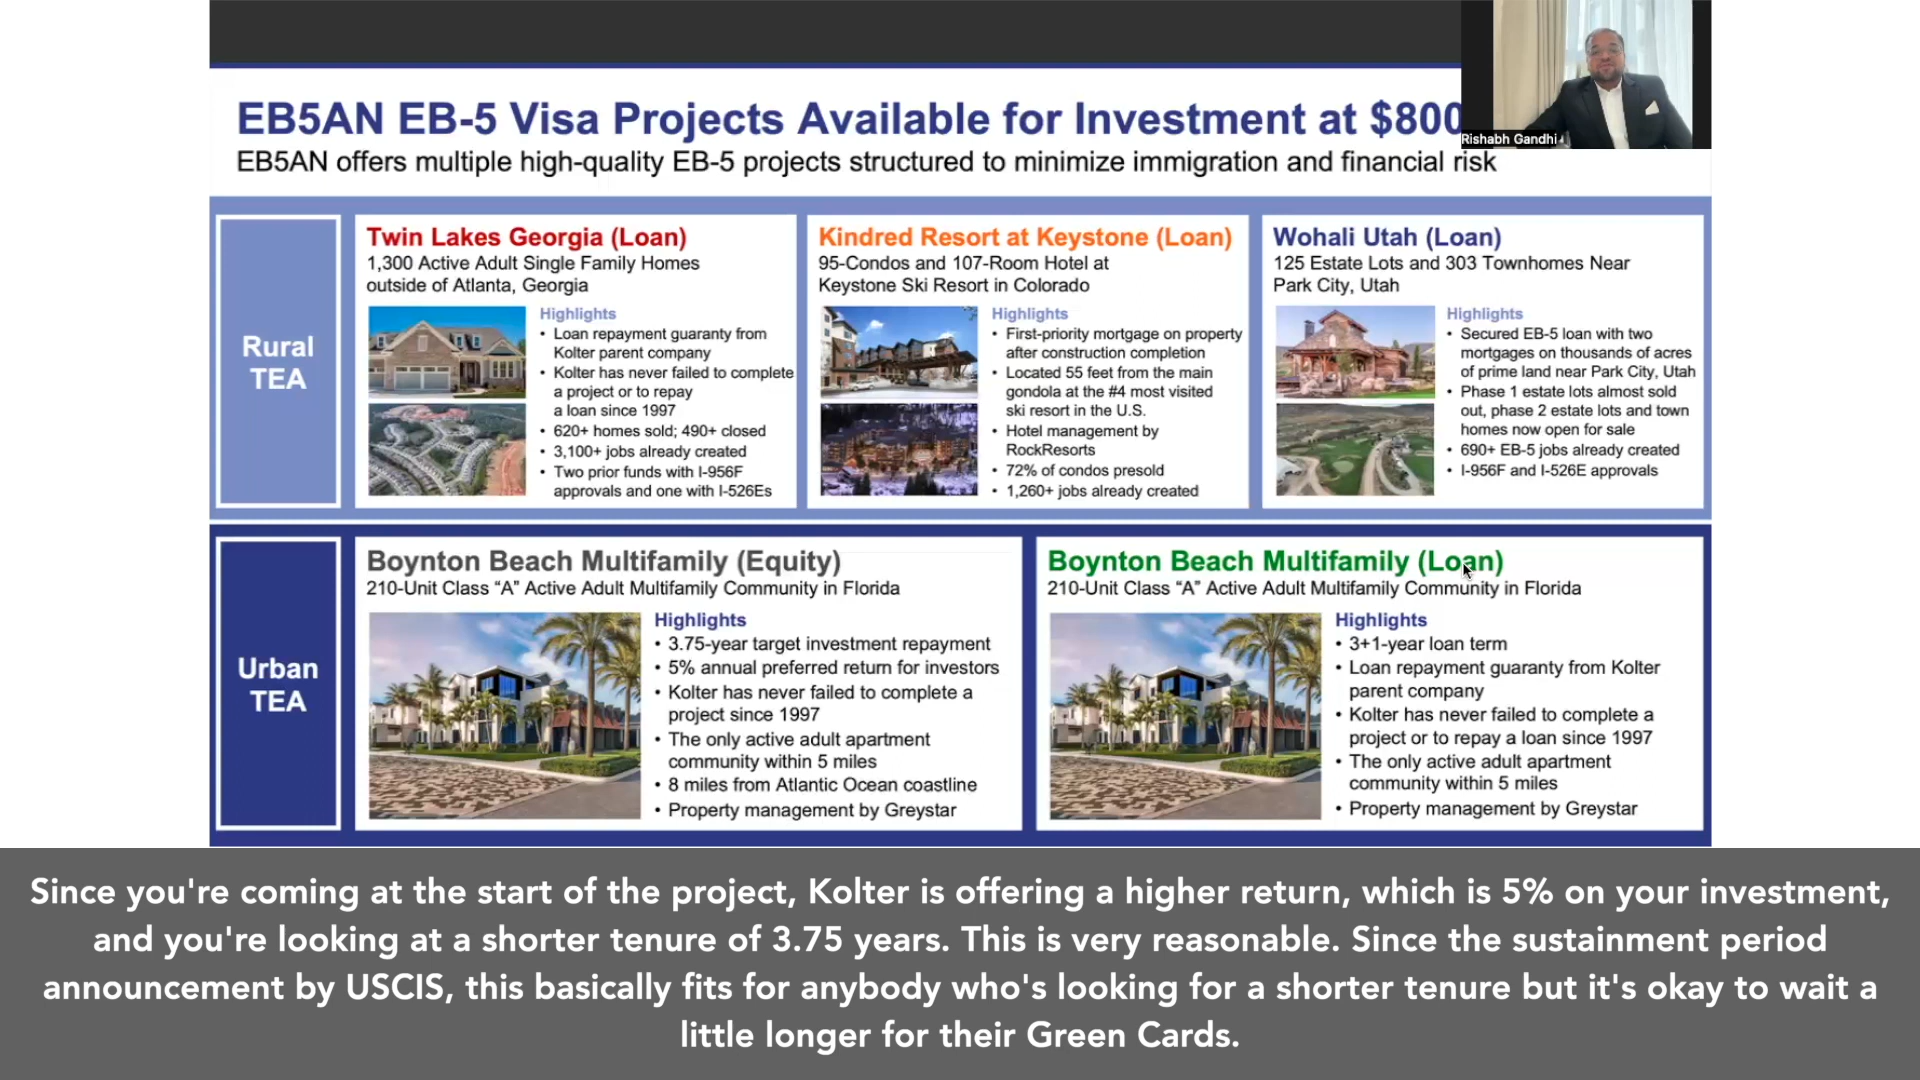 EB5AN EB-5 Visa Projects Available for Investment at $800
Rishabh Gandhi
EB5AN offers multiple high-quality EB-5 projects structured to minimize immigration and financial risk
Rural
TEA
Twin Lakes Georgia (Loan)
1,300 Active Adult Single Family Homes
outside of Atlanta, Georgia
Highlights
• Loan repayment guaranty from
Kolter parent company
• Kolter has never failed to complete
a project or to repay
a loan since 1997
• 620+ homes sold; 490+ closed
• 3,100+ jobs already created
• Two prior funds with I-956F
approvals and one with I-526Es
Kindred Resort at Keystone (Loan)
95-Condos and 107-Room Hotel at
Keystone Ski Resort in Colorado
Highlights
• First-priority mortgage on property
after construction completion
• Located 55 feet from the main
gondola at the #4 most visited
ski resort in the U.S.
• Hotel management by
RockResorts
• 72% of condos presold
• 1,260+ jobs already created
Wohali Utah (Loan)
125 Estate Lots and 303 Townhomes Near
Park City, Utah
Highlights
• Secured EB-5 loan with two
mortgages on thousands of acres
of prime land near Park City, Utah
• Phase 1 estate lots almost sold
out, phase 2 estate lots and town
homes now open for sale
• 690+ EB-5 jobs already created
• I-956F and I-526E approvals
Urban
TEA
Boynton Beach Multifamily (Equity)
210-Unit Class “A” Active Adult Multifamily Community in Florida
Highlights
• 3.75-year target investment repayment
• 5% annual preferred return for investors
• Kolter has never failed to complete a
project since 1997
• The only active adult apartment
community within 5 miles
• 8 miles from Atlantic Ocean coastline
• Property management by Greystar
Boynton Beach Multifamily (Loan)
210-Unit Class “A” Active Adult Multifamily Community in Florida
Highlights
• 3+1-year loan term
• Loan repayment guaranty from Kolter
parent company
• Kolter has never failed to complete a
project or to repay a loan since 1997
• The only active adult apartment
community within 5 miles
• Property management by Greystar
Since you're coming at the start of the project, Kolter is offering a higher return, which is 5% on your investment,
and you're looking at a shorter tenure of 3.75 years. This is very reasonable. Since the sustainment period
announcement by USCIS, this basically fits for anybody who's looking for a shorter tenure but it's okay to wait a
little longer for their Green Cards.